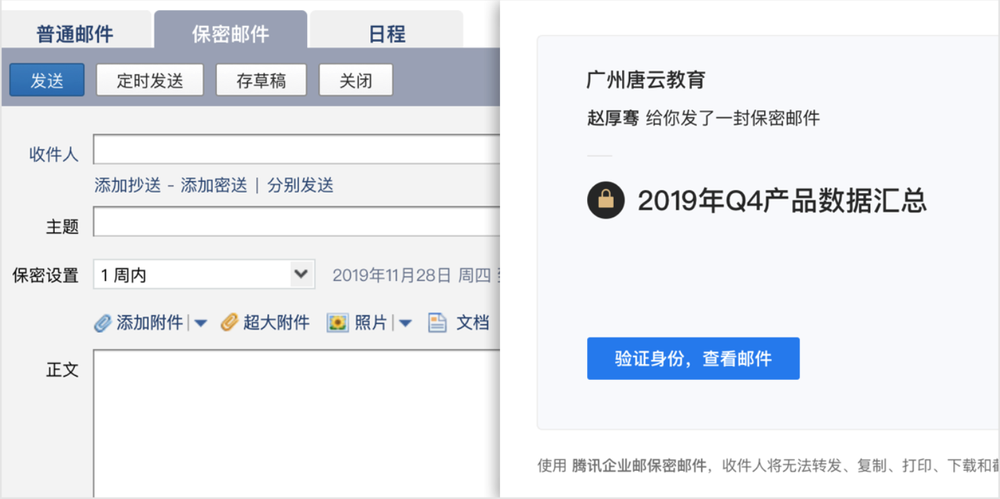 普通邮件 保密邮件 日程
发送 定时发送 存草稿 关闭
收件人
添加抄送 - 添加密送 | 分别发送
主题
保密设置 1 周内 2019年11月28日 周四
添加附件 | 超大附件 照片 | 文档
正文
广州唐云教育
赵厚骞 给你发了一封保密邮件
2019年Q4产品数据汇总
验证身份，查看邮件
使用 腾讯企业邮保密邮件，收件人将无法转发、复制、打印、下载和